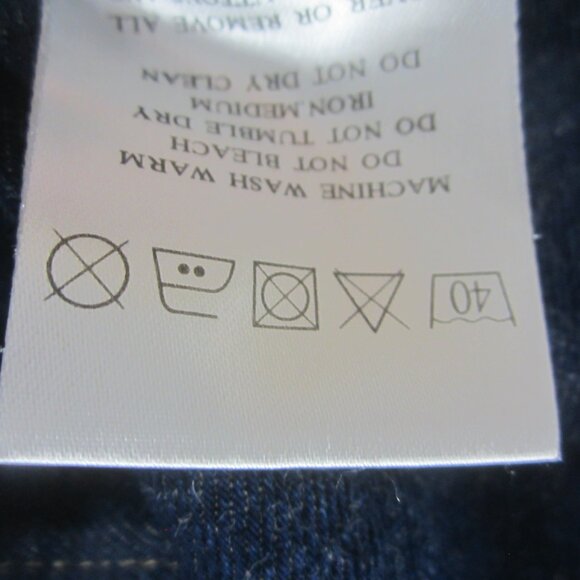 40
MACHINE WASH WARM
DO NOT BLEACH
DO NOT TUMBLE DRY
IRON MEDIUM
DO NOT DRY CLEAN
OR REMOVE ALL